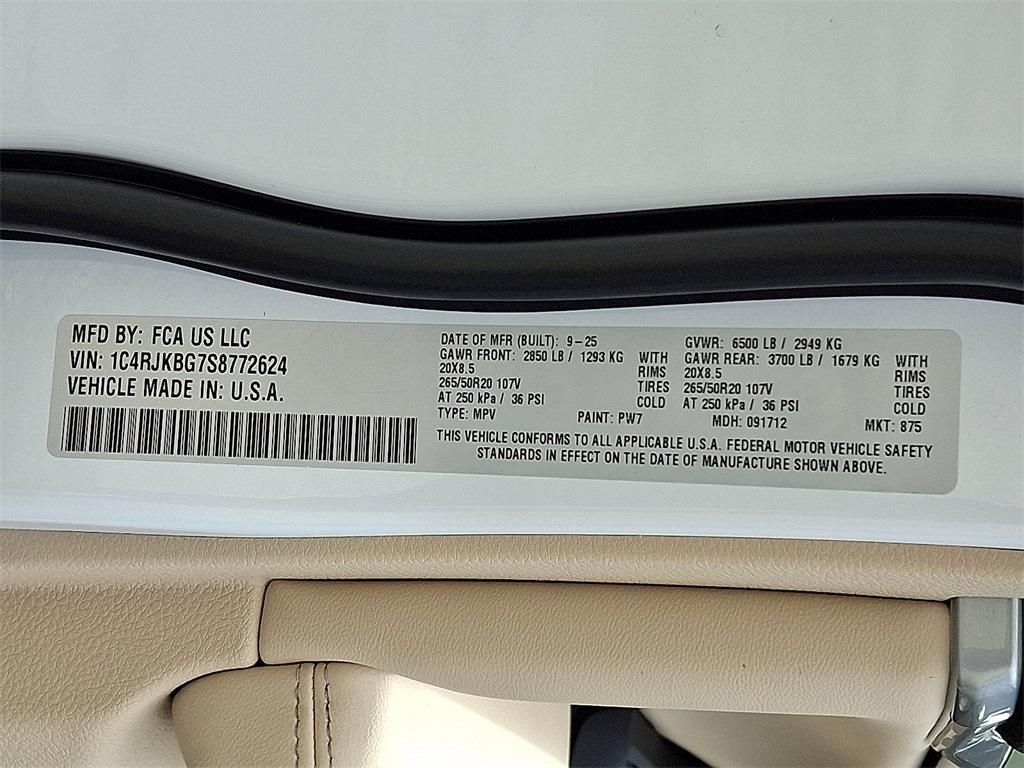 MFD BY: FCA US LLC
VIN: 1C4RJKBG7S8772624
VEHICLE MADE IN: U.S.A.
DATE OF MFR (BUILT): 9-25
GAWR FRONT: 2850 LB / 1293 KG WITH
20X8.5 RIMS
265/50R20 107V TIRES
AT 250 kPa / 36 PSI COLD
TYPE: MPV PAINT: PW7
GVWR: 6500 LB / 2949 KG
GAWR REAR: 3700 LB / 1679 KG WITH
20X8.5 RIMS
265/50R20 107V TIRES
AT 250 kPa / 36 PSI COLD
MDH: 091712 MKT: 875
THIS VEHICLE CONFORMS TO ALL APPLICABLE U.S.A. FEDERAL MOTOR VEHICLE SAFETY
STANDARDS IN EFFECT ON THE DATE OF MANUFACTURE SHOWN ABOVE.